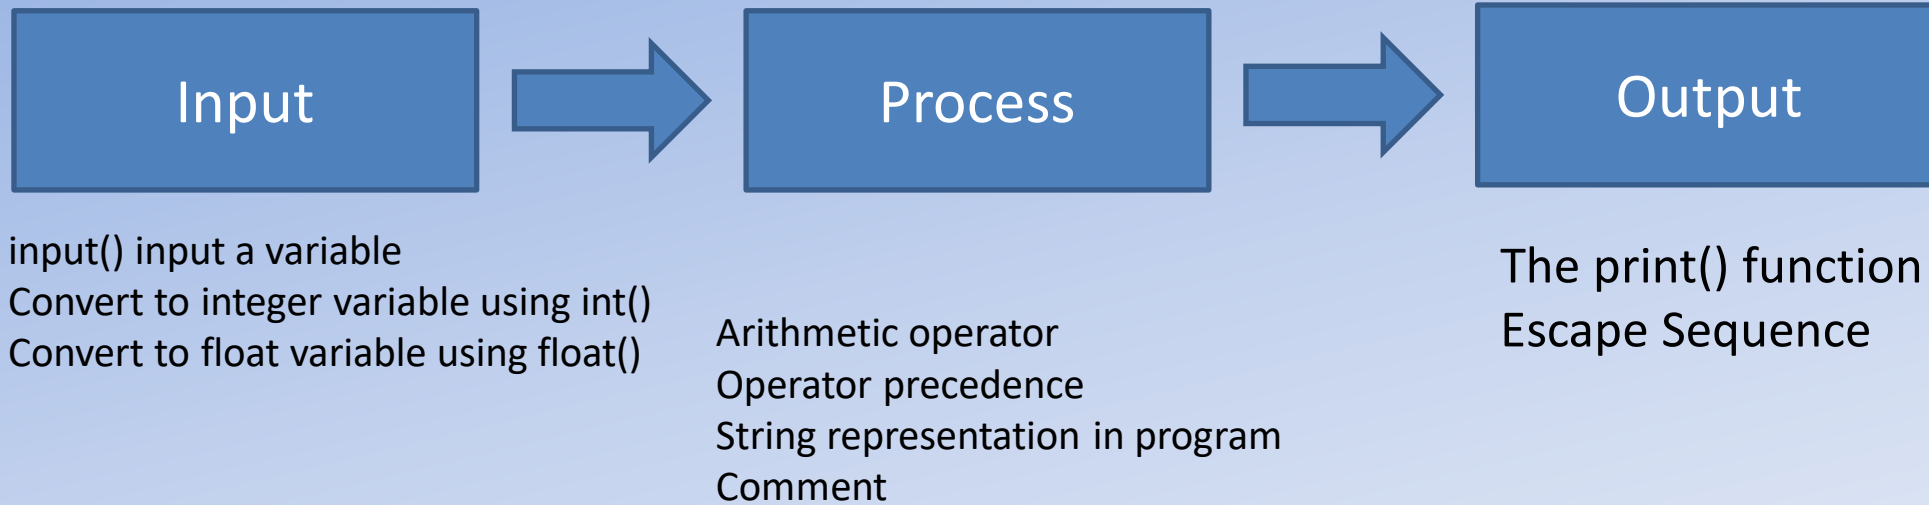 Input
input() input a variable
Convert to integer variable using int()
Convert to float variable using float()
Process
Arithmetic operator
Operator precedence
String representation in program
Comment
Output
The print() function
Escape Sequence